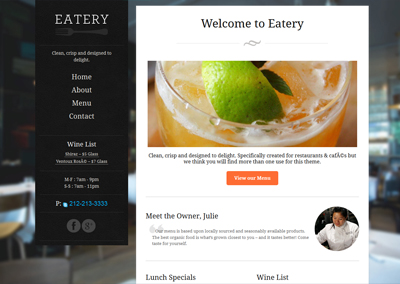 EATERY
Clean, crisp and designed to
delight.
Home
About
Menu
Contact
Wine List
Shiraz - $5 Glass
Ventoux RosÃ© - $7 Glass
M-F : 7am - 9pm
S-S : 7am - 11pm
P: 212-213-3333
Welcome to Eatery
Clean, crisp and designed to delight. Specifically created for restaurants & cafÃ©s but
we think you will find more than one use for this theme.
View our Menu
Meet the Owner, Julie
Our menu is based upon locally sourced and seasonably available products.
The best organic food is what's grown closest to you – and it tastes better! Come
taste for yourself.
Lunch Specials
Wine List